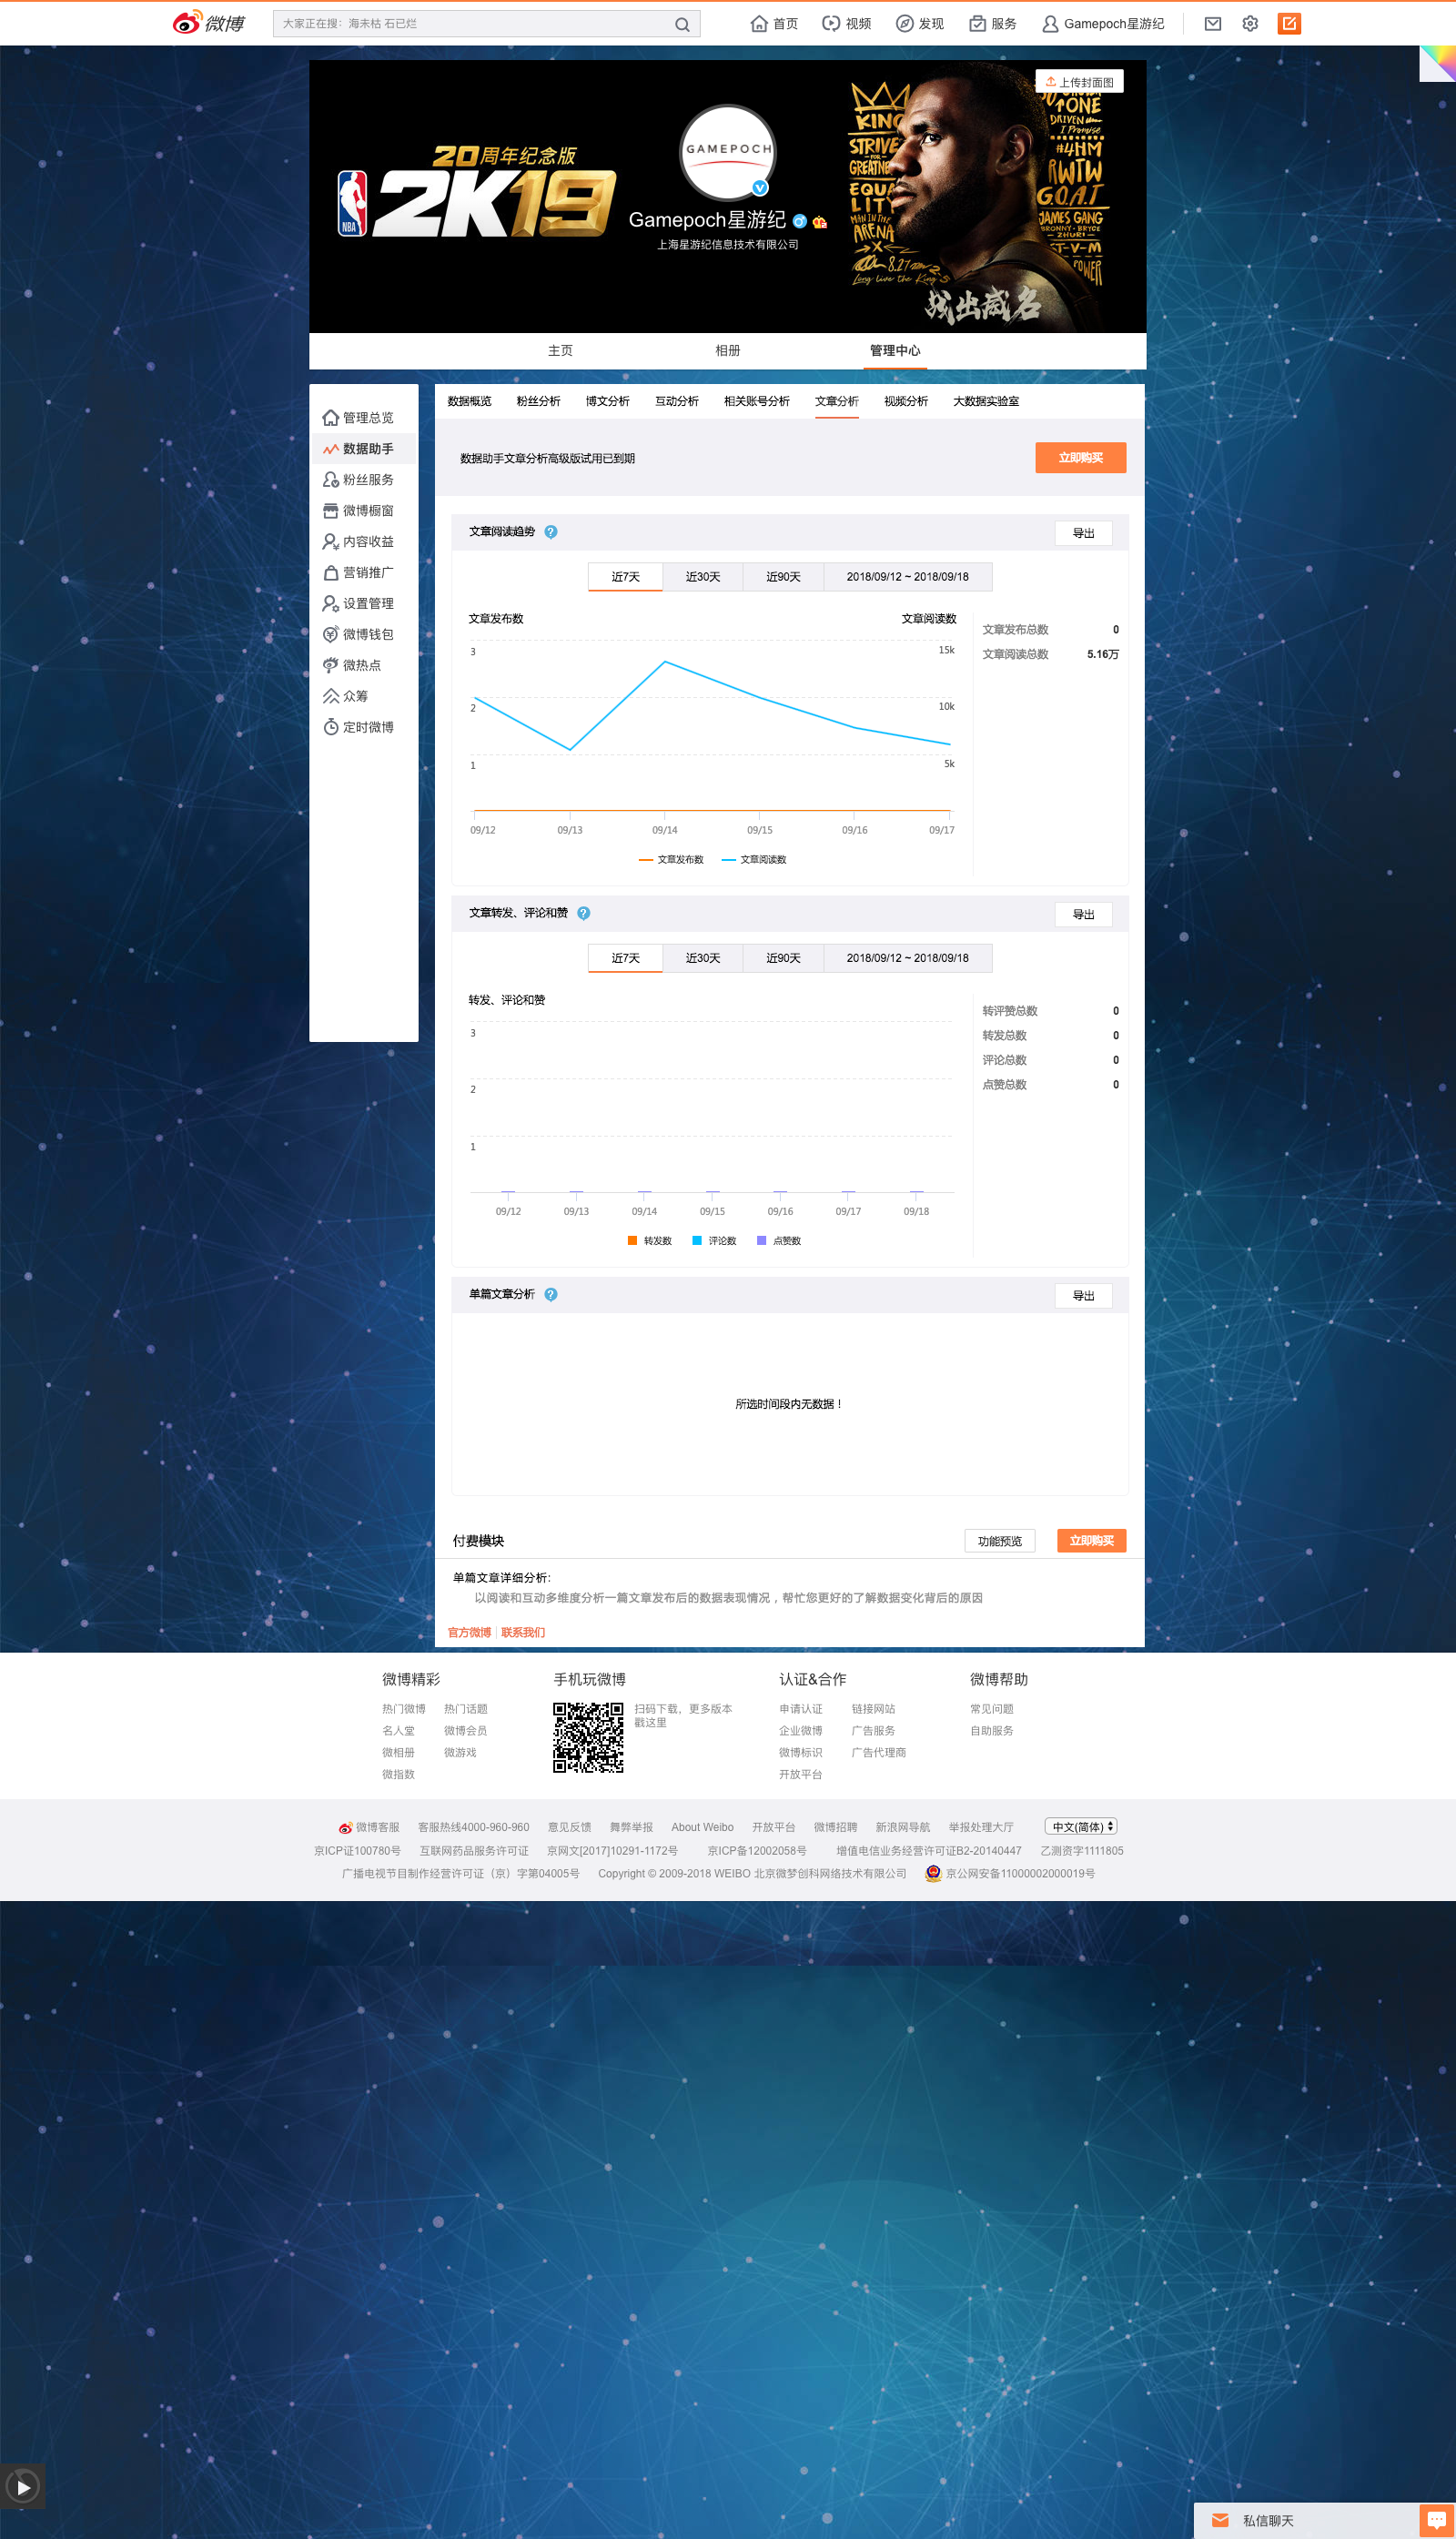 微博
大家正在搜：海未枯 石已烂
首页 视频 发现 服务 Gamepoch星游纪
上传封面图
20周年纪念版
NBA 2K19
GAMEPOCH
Gamepoch星游纪
上海星游纪信息技术有限公司
KING
STRIVE
FOR
GREATNESS
EQUALITY
MAN IN THE
ARENA
8.21
Long live the King
ONE
DRIVEN
I Promise
#4HM
RWTW
G.O.A.T
JAMES GANG
BRONNY · BRYCE
ZHURI
S·T·V·M
POWER
战出威名
主页 相册 管理中心
管理总览
数据助手
粉丝服务
微博橱窗
内容收益
营销推广
设置管理
微博钱包
微热点
众筹
定时微博
数据概览 粉丝分析 博文分析 互动分析 相关账号分析 文章分析 视频分析 大数据实验室
数据助手文章分析高级版试用已到期 立即购买
文章阅读趋势 ? 导出
近7天 近30天 近90天 2018/09/12 ~ 2018/09/18
文章发布数 文章阅读数
3 15k
2 10k
1 5k
09/12 09/13 09/14 09/15 09/16 09/17
文章发布数 文章阅读数
文章发布总数 0
文章阅读总数 5.16万
文章转发、评论和赞 ? 导出
近7天 近30天 近90天 2018/09/12 ~ 2018/09/18
转发、评论和赞
3
2
1
09/12 09/13 09/14 09/15 09/16 09/17 09/18
转发数 评论数 点赞数
转评赞总数 0
转发总数 0
评论总数 0
点赞总数 0
单篇文章分析 ? 导出
所选时间段内无数据！
付费模块 功能预览 立即购买
单篇文章详细分析：
以阅读和互动多维度分析一篇文章发布后的数据表现情况，帮忙您更好的了解数据变化背后的原因
官方微博 | 联系我们
微博精彩
热门微博 热门话题
名人堂 微博会员
微相册 微游戏
微指数
手机玩微博
扫码下载，更多版本
戳这里
认证&合作
申请认证 链接网站
企业微博 广告服务
微博标识 广告代理商
开放平台
微博帮助
常见问题
自助服务
微博客服 客服热线4000-960-960 意见反馈 舞弊举报 About Weibo 开放平台 微博招聘 新浪网导航 举报处理大厅 中文(简体)
京ICP证100780号 互联网药品服务许可证 京网文[2017]10291-1172号 京ICP备12002058号 增值电信业务经营许可证B2-20140447 乙测资字1111805
广播电视节目制作经营许可证（京）字第04005号 Copyright © 2009-2018 WEIBO 北京微梦创科网络技术有限公司 京公网安备11000002000019号
私信聊天